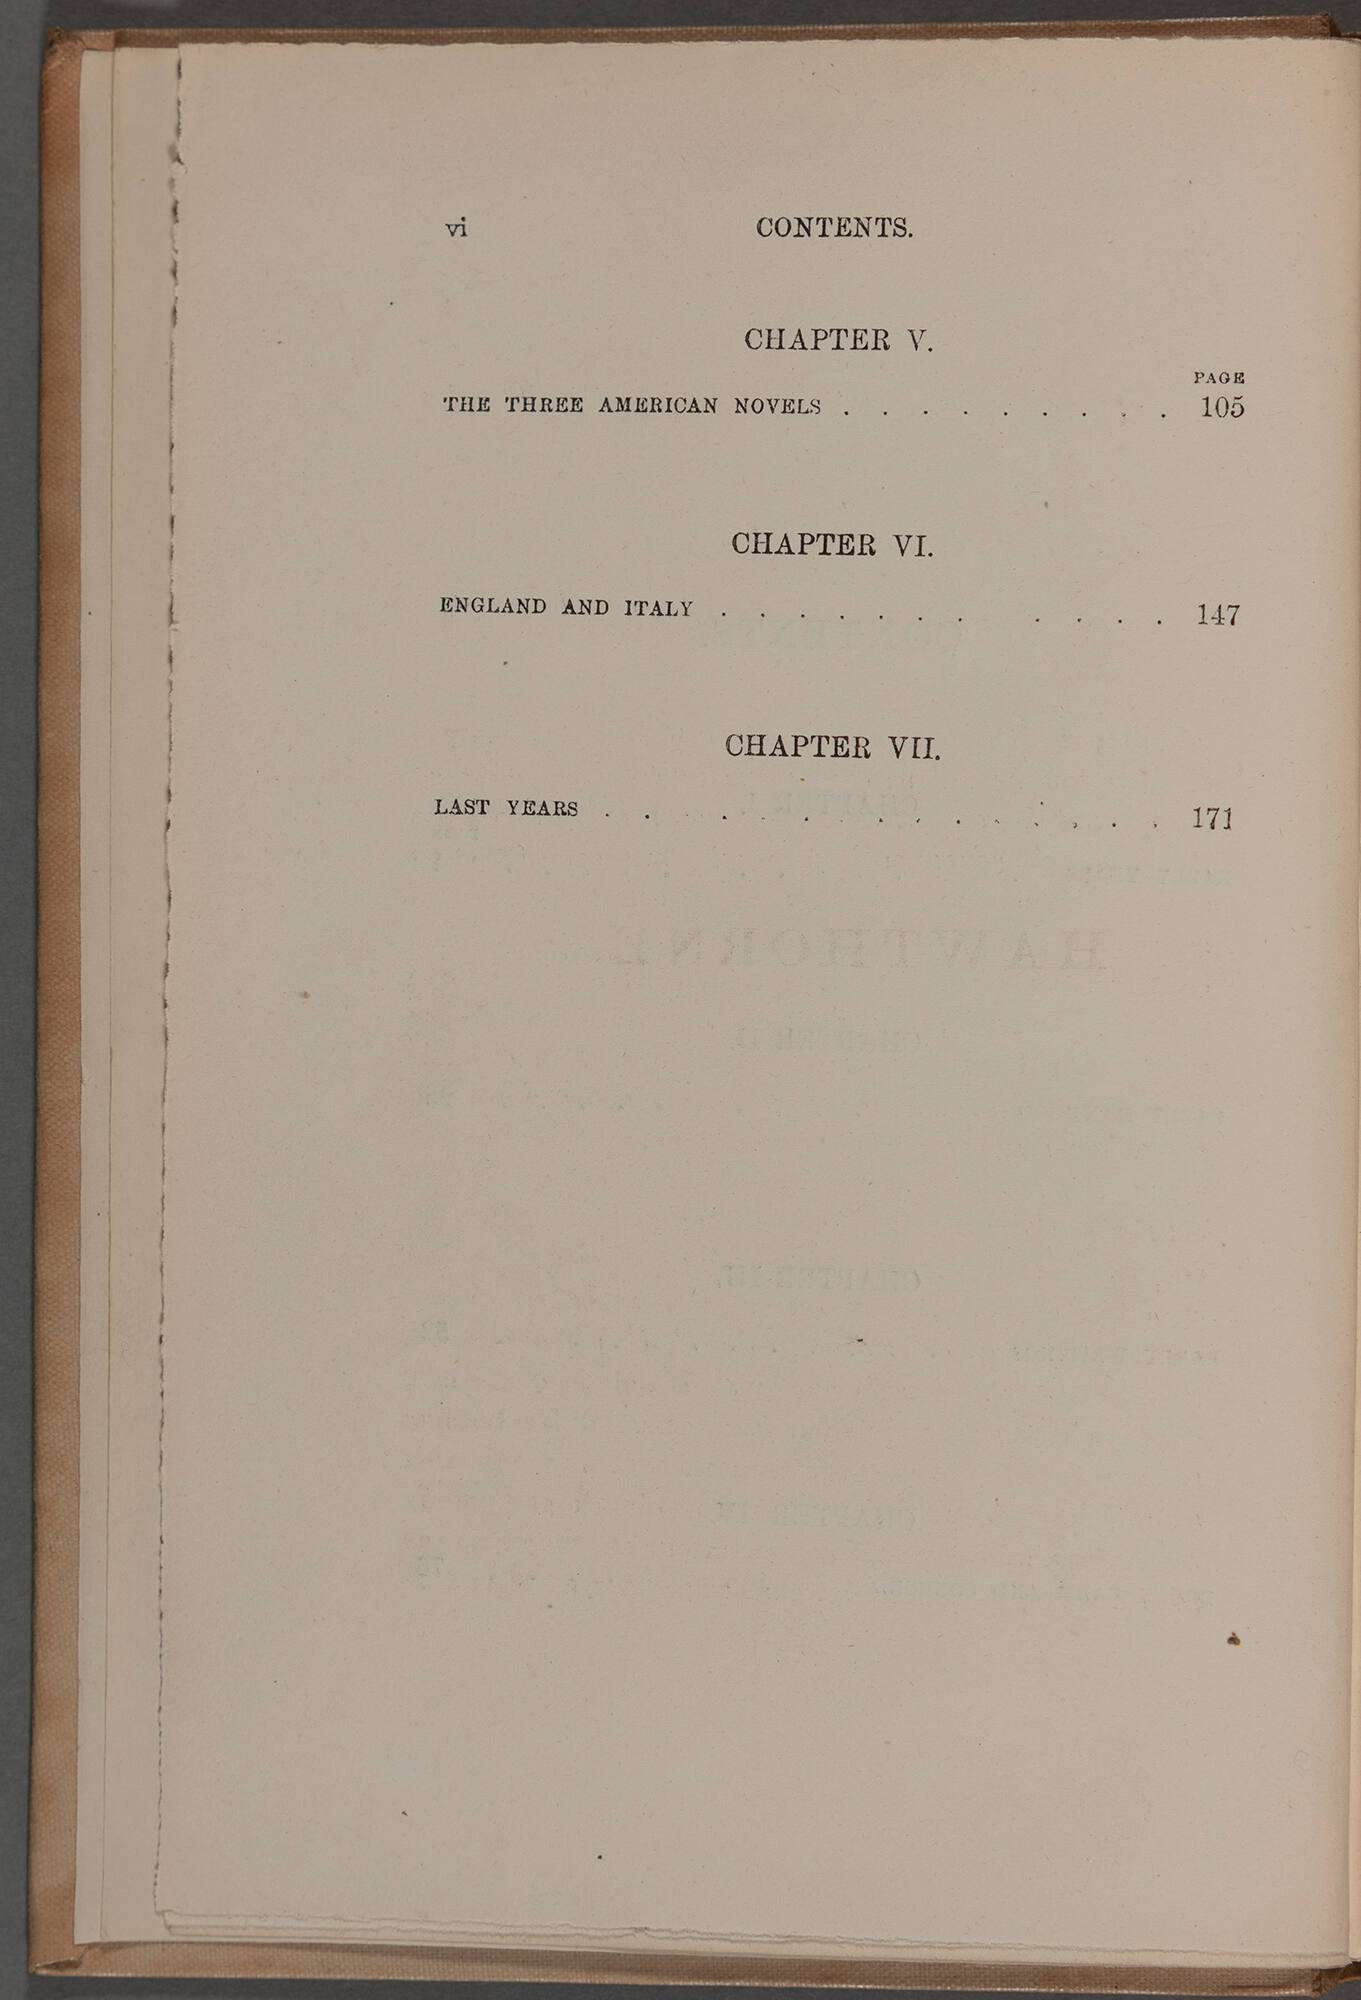 vi CONTENTS.
CHAPTER V.
PAGE
THE THREE AMERICAN NOVELS . . . . . . . . . 105
CHAPTER VI.
ENGLAND AND ITALY . . . . . . . . . . . 147
CHAPTER VII.
LAST YEARS . . . . . . . . . . . . . . 171